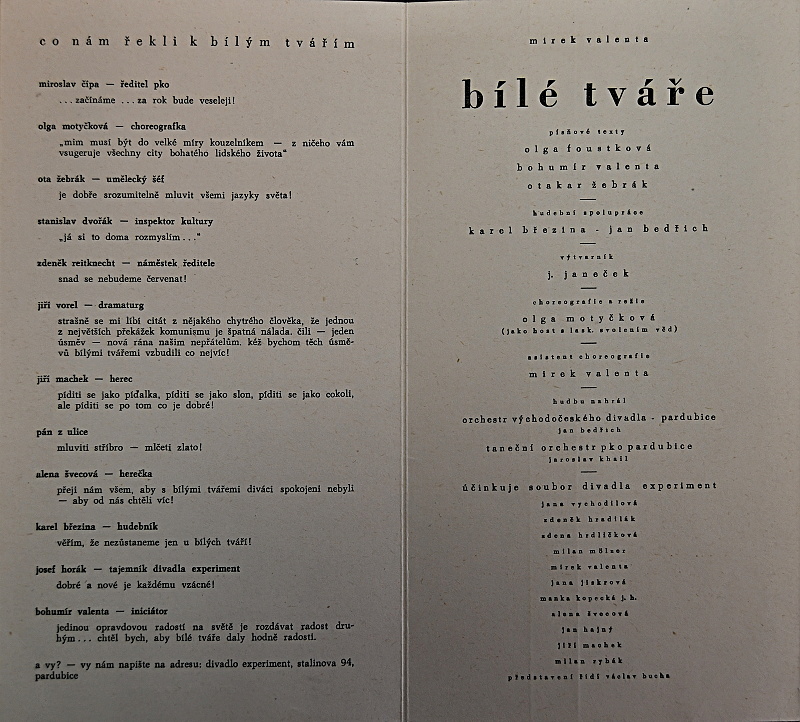 co nám řekli k bílým tvářím
miroslav čipa — ředitel pko
...začínáme ...za rok bude veseleji!
olga motyčková — choreografka
„mim musí být do velké míry kouzelníkem — z ničeho vám
vsugeruje všechny city bohatého lidského života“
ota žebrák — umělecký šéf
je dobře srozumitelně mluvit všemi jazyky světa!
stanislav dvořák — inspektor kultury
„já si to doma rozmyslím...“
zdeněk reitknecht — náměstek ředitele
snad se nebudeme červenat!
jiří vorel — dramaturg
strašně se mi líbí citát z nějakého chytrého člověka, že jednou
z největších překážek komunismu je špatná nálada. čili — jeden
úsměv — nová rána našim nepřátelům. kéž bychom těch úsmě-
vů bílými tvářemi vzbudili co nejvíc!
jiří machek — herec
píditi se jako píďalka, píditi se jako slon, píditi se jako cokoli,
ale píditi se po tom co je dobré!
pán z ulice
mluviti stříbro — mlčeti zlato!
alena švecová — herečka
přeji nám všem, aby s bílými tvářemi diváci spokojeni nebyli
— aby od nás chtěli víc!
karel březina — hudebník
věřím, že nezůstaneme jen u bílých tváří!
josef horák — tajemník divadla experiment
dobré a nové je každému vzácné!
bohumír valenta — iniciátor
jedinou opravdovou radostí na světě je rozdávat radost dru-
hým... chtěl bych, aby bílé tváře daly hodně radosti.
a vy? — vy nám napište na adresu: divadlo experiment, stalinova 94,
pardubice
mirek valenta
bílé tváře
písňové texty
olga foustková
bohumír valenta
otakar žebrák
hudební spolupráce
karel březina - jan bedřich
výtvarník
j. janeček
choreografie a režie
olga motyčková
(jako host s lask. svolením věd)
asistent choreografie
mirek valenta
hudbu nahrál
orchestr východočeského divadla - pardubice
jan bedřich
taneční orchestr pko pardubice
jaroslav khail
účinkuje soubor divadla experiment
jana vychodilová
zdeněk hradilák
zdena hrdličková
milan mölzer
mirek valenta
jana jiskrová
manka kopecká j. h.
alena švecová
jan hajný
jiří machek
milan rybák
představení řídí václav bucha